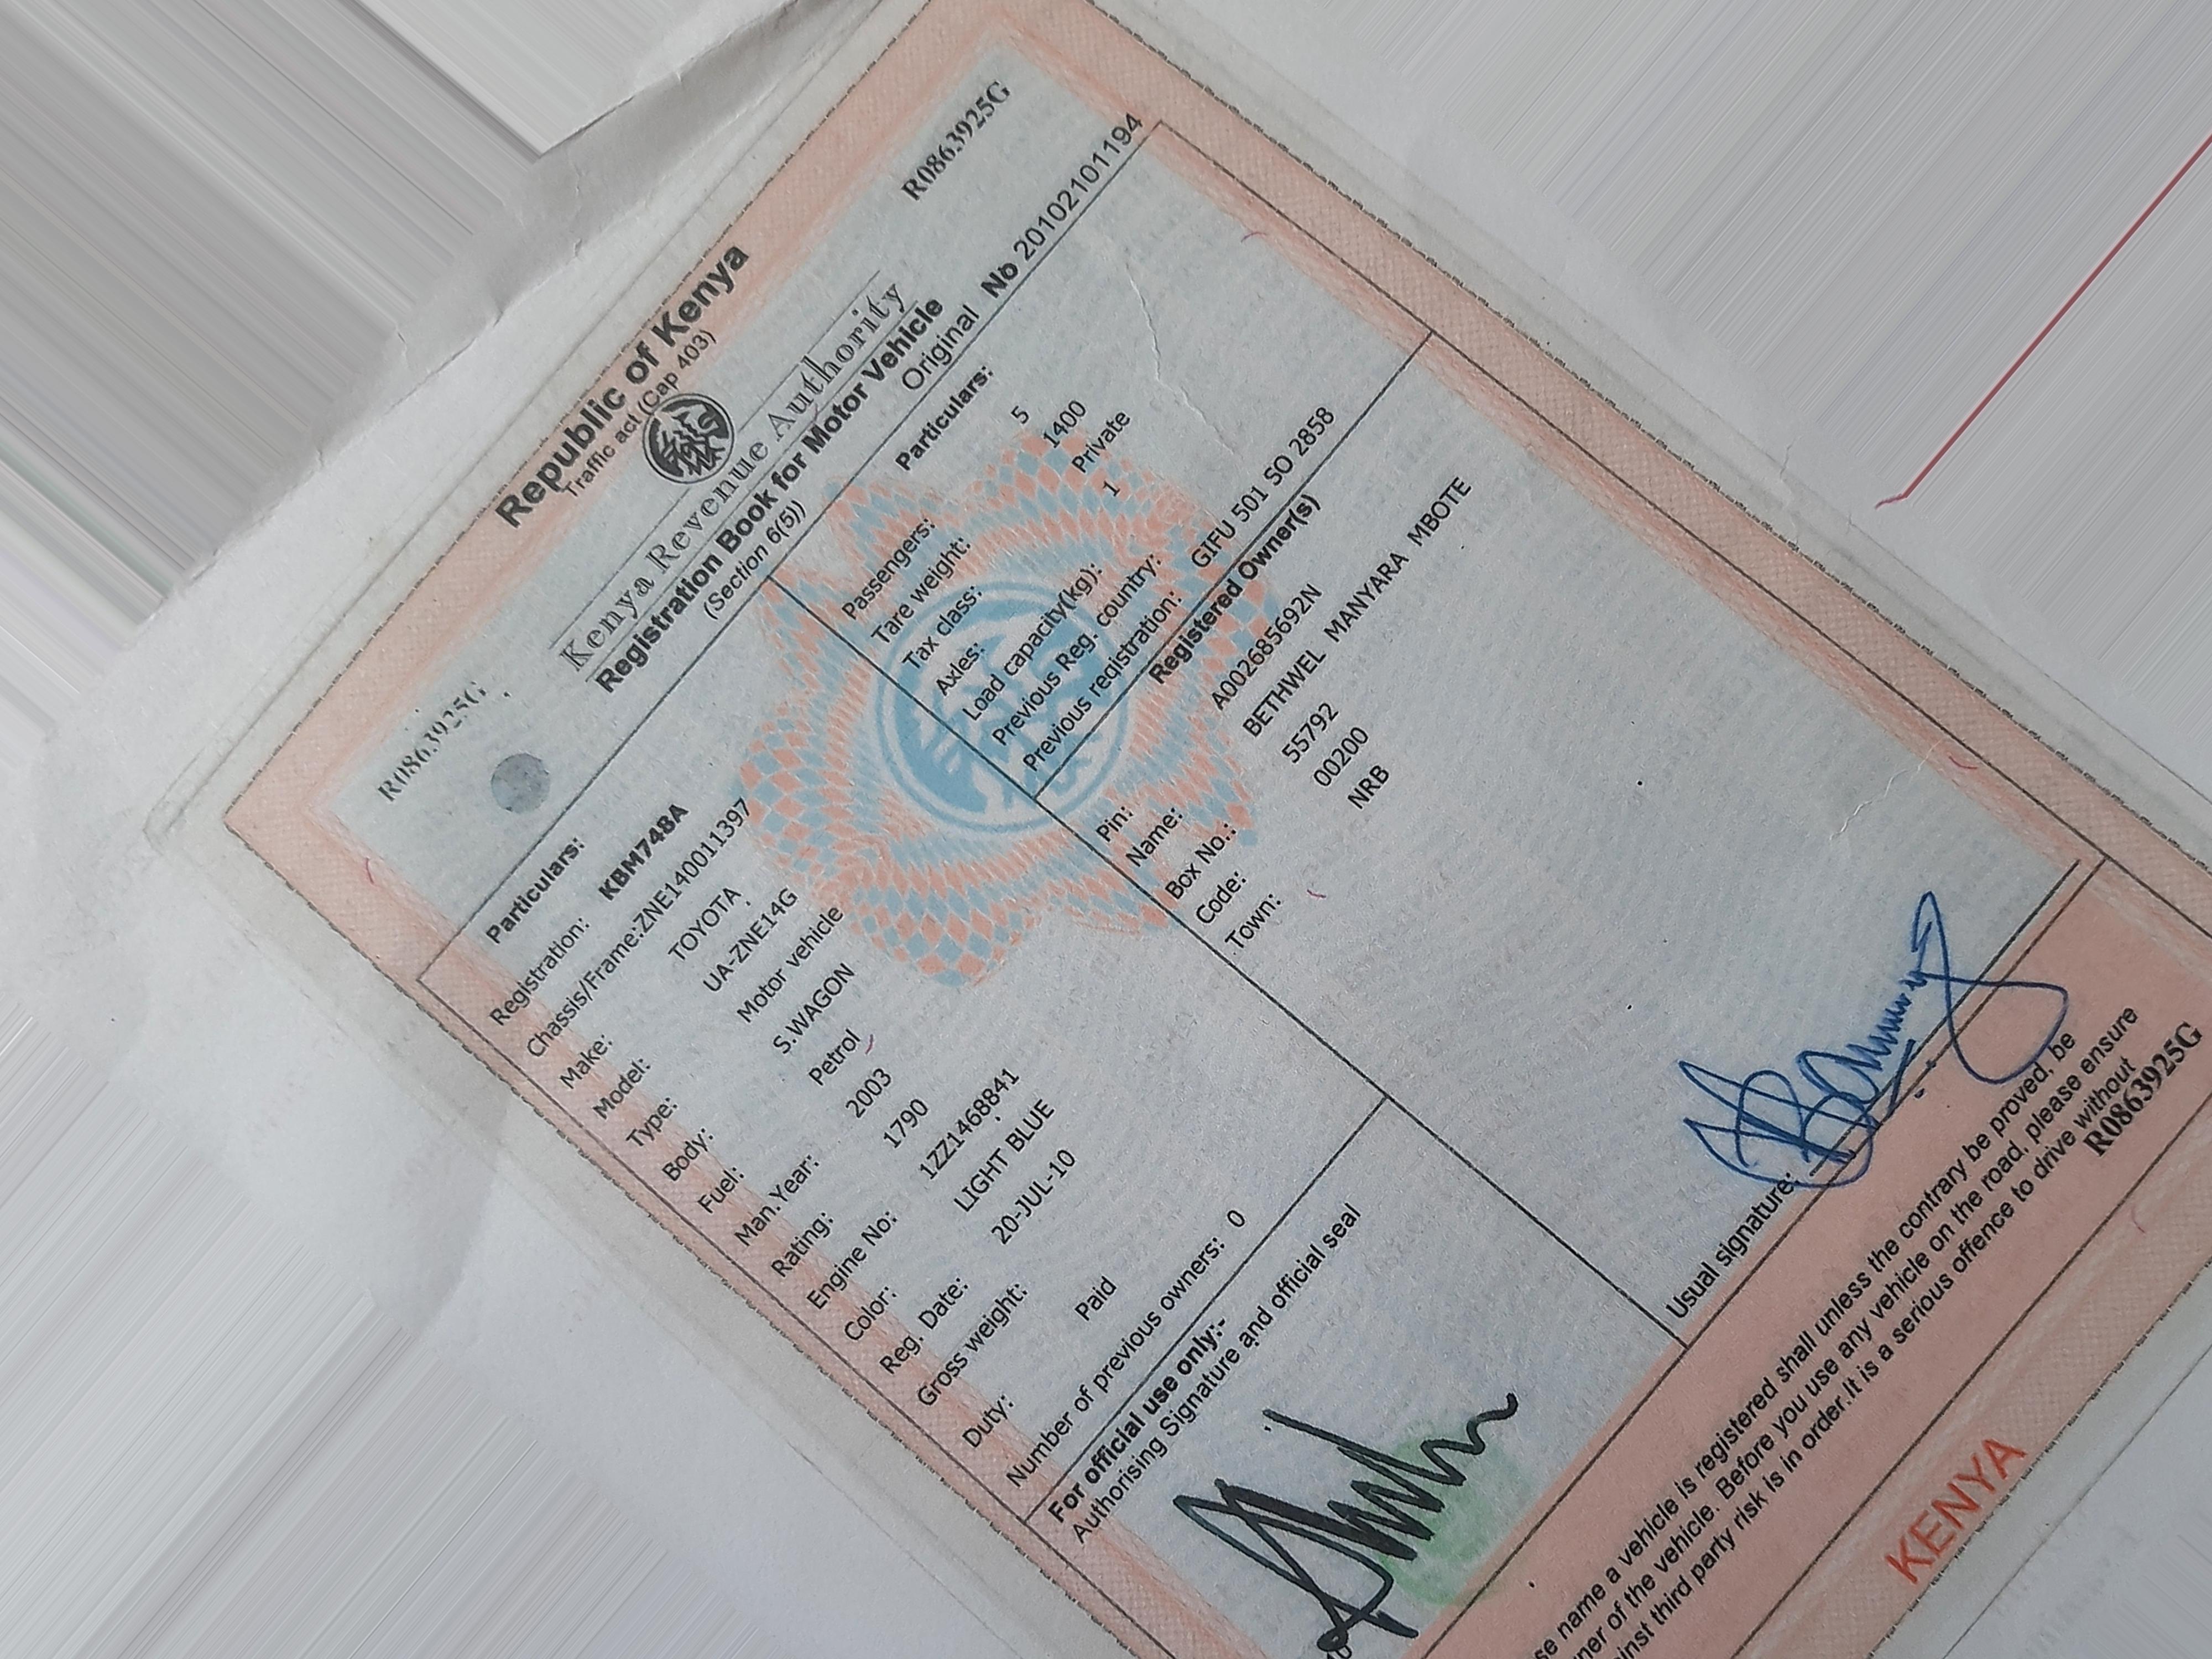 Republic of Kenya
Traffic act (Cap 403)
R0863925G
R0863925G
Kenya Revenue Authority
Registration Book for Motor Vehicle
(Section 6(5))
Original No 201021011194
Particulars:
Registration: KBM748A
Chassis/Frame:ZNE140011397
Make: TOYOTA
Model: UA-ZNE14G
Type: Motor vehicle
Body: S.WAGON
Fuel: Petrol
Man.Year: 2003
Rating: 1790
Engine No: 1ZZ1468841
Color: LIGHT BLUE
Reg. Date: 20-JUL-10
Gross weight:
Duty: Paid
Number of previous owners: 0
Particulars:
Passengers: 5
Tare weight: 1400
Tax class: Private
Axles: 1
Load capacity(kg):
Previous Reg. country:
Previous registration: GIFU 501 SO 2858
Registered Owner(s)
Pin: A002685692N
Name: BETHWEL MANYARA MBOTE
Box No.: 55792
Code: 00200
Town: NRB
For official use only:-
Authorising Signature and official seal
Usual signature:
name a vehicle is registered shall unless the contrary be proved, be
of the vehicle. Before you use any vehicle on the road, please ensure
third party risk is in order.It is a serious offence to drive without
R0863925G
KENYA